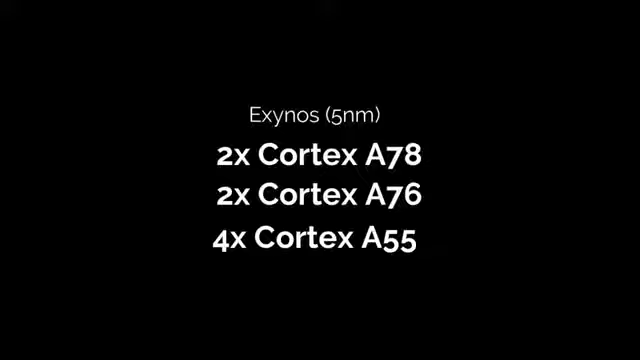 Exynos (5nm)
2x Cortex A78
2x Cortex A76
4x Cortex A55